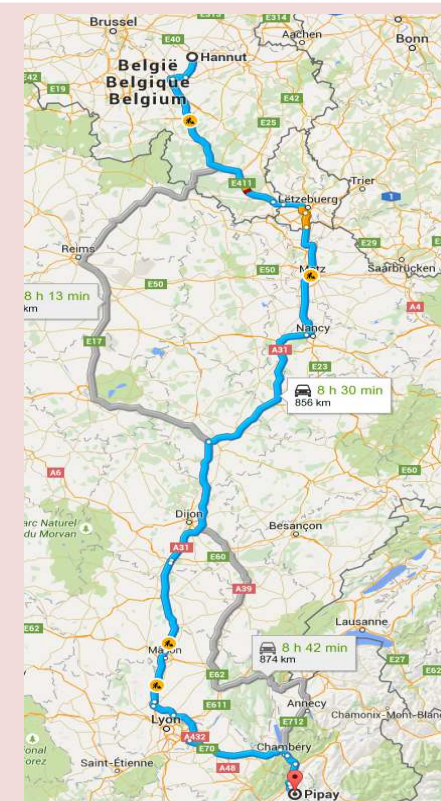 Brussel
E313
E314
Aachen
Bonn
E40
Hannut
België
Belgique
Belgium
E42
E19
E42
E25
E411
Trier
1
Lëtzebuerg
E29
Reims
E50
E50
Metz
Saarbrücken
8 h 13 min
km
A4
E17
Nancy
A31
E23
8 h 30 min
856 km
E60
A6
Dijon
Besançon
arc Naturel
du Morvan
A31
E60
A39
Lausanne
E62
8 h 42 min
874 km
E27
Mâcon
E62
E62
Annecy
E611
Chamonix-Mont-Blanc
Lyon
E712
A432
E70
Chambéry
A48
Saint-Étienne
Pipay